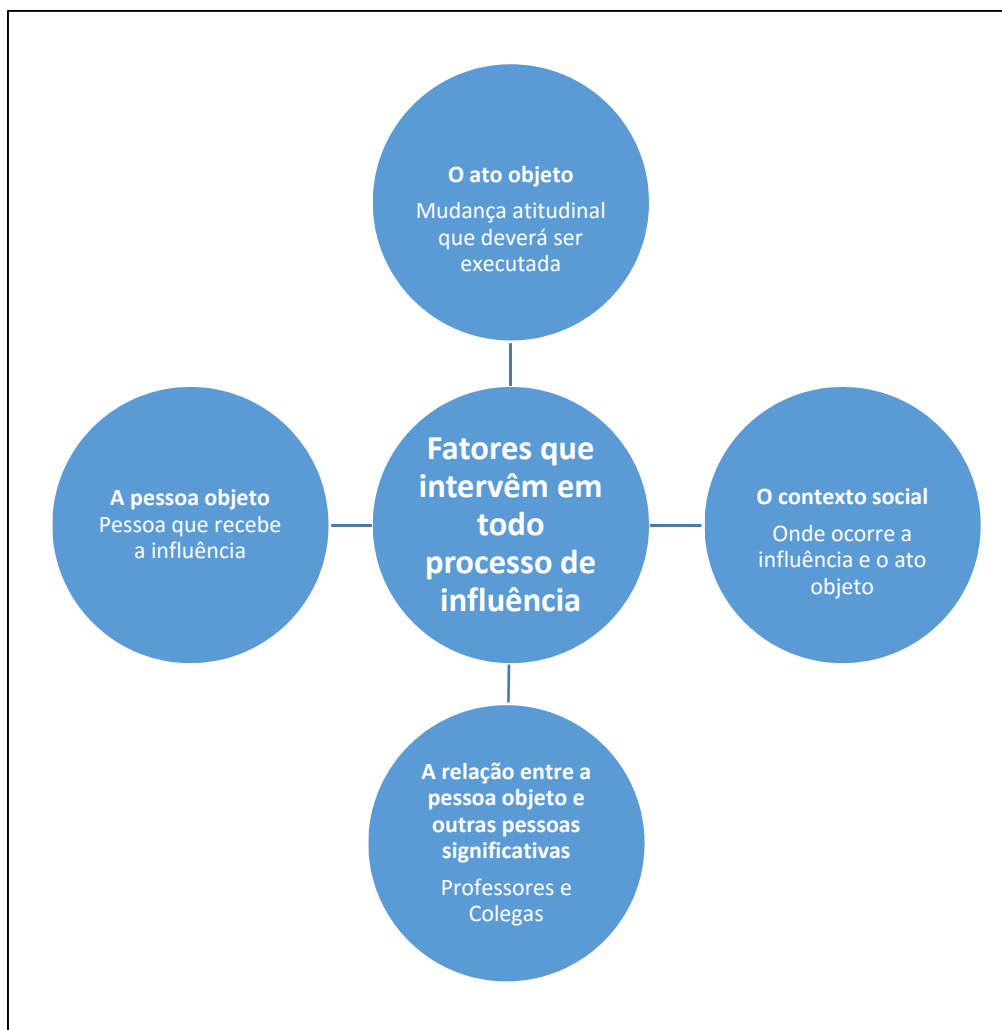 O ato objeto
Mudança atitudinal
que deverá ser
executada
A pessoa objeto
Pessoa que recebe
a influência
Fatores que
intervêm em
todo
processo de
influência
O contexto social
Onde ocorre a
influência e o ato
objeto
A relação entre a
pessoa objeto e
outras pessoas
significativas
Professores e
Colegas